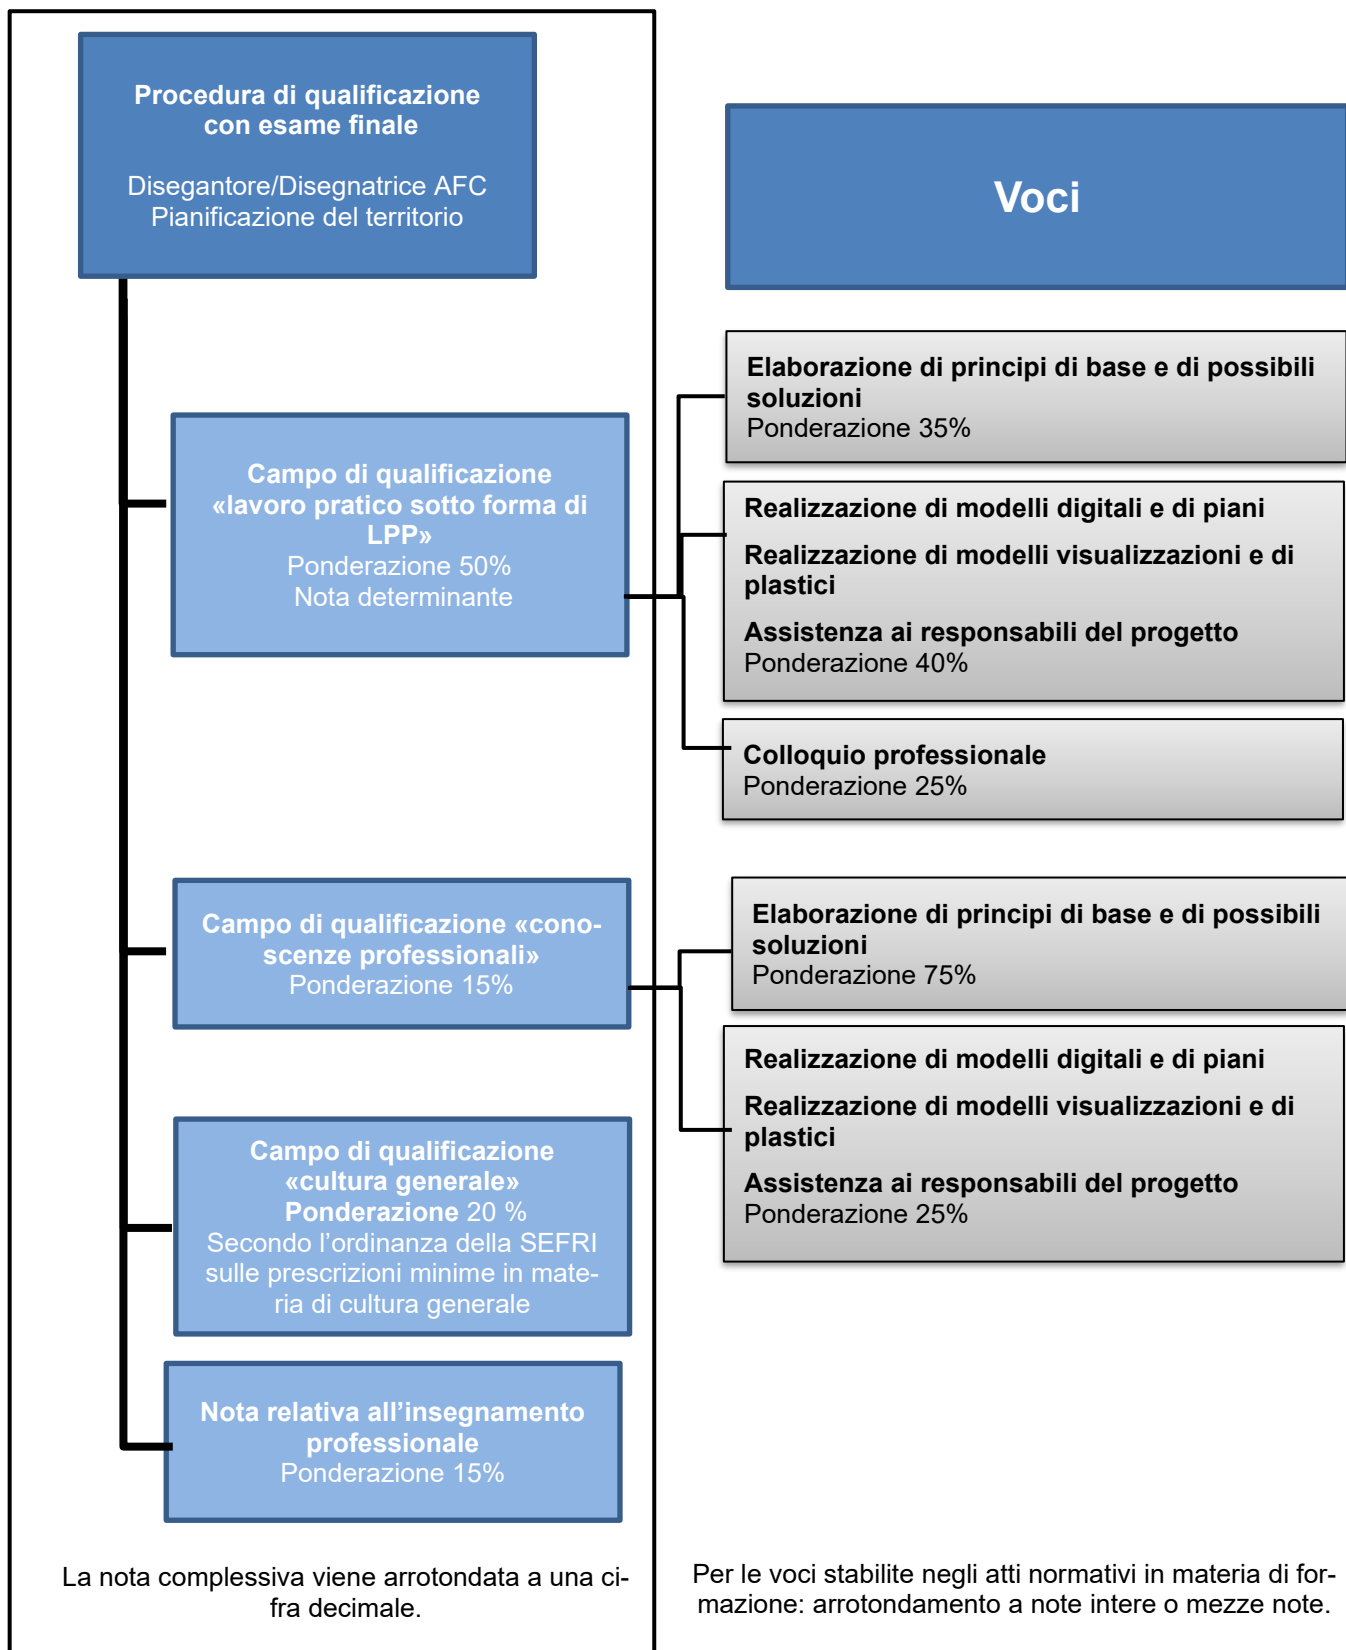 Procedura di qualificazione
con esame finale
Disegantore/Disegnatrice AFC
Pianificazione del territorio
Voci
Campo di qualificazione
«lavoro pratico sotto forma di
LPP»
Ponderazione 50%
Nota determinante
Elaborazione di principi di base e di possibili
soluzioni
Ponderazione 35%
Realizzazione di modelli digitali e di piani
Realizzazione di modelli visualizzazioni e di
plastici
Assistenza ai responsabili del progetto
Ponderazione 40%
Colloquio professionale
Ponderazione 25%
Campo di qualificazione «cono-
scenze professionali»
Ponderazione 15%
Elaborazione di principi di base e di possibili
soluzioni
Ponderazione 75%
Realizzazione di modelli digitali e di piani
Realizzazione di modelli visualizzazioni e di
plastici
Assistenza ai responsabili del progetto
Ponderazione 25%
Campo di qualificazione
«cultura generale»
Ponderazione 20 %
Secondo l’ordinanza della SEFRI
sulle prescrizioni minime in mate-
ria di cultura generale
Nota relativa all’insegnamento
professionale
Ponderazione 15%
La nota complessiva viene arrotondata a una ci-
fra decimale.
Per le voci stabilite negli atti normativi in materia di for-
mazione: arrotondamento a note intere o mezze note.